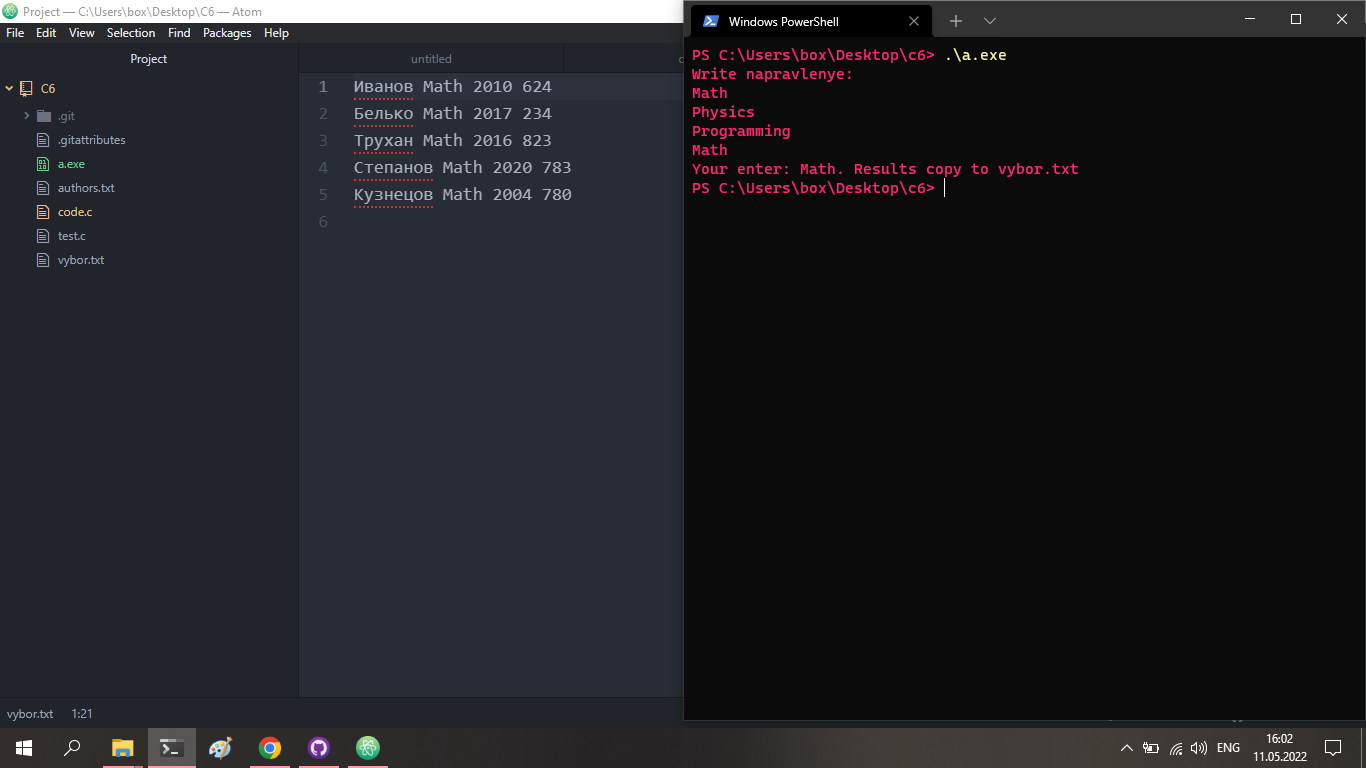 Project — C:\Users\box\Desktop\C6 — Atom
File Edit View Selection Find Packages Help
Project
C6
.git
.gitattributes
a.exe
authors.txt
code.c
test.c
vybor.txt
untitled
1 Иванов Math 2010 624
2 Белько Math 2017 234
3 Трухан Math 2016 823
4 Степанов Math 2020 783
5 Кузнецов Math 2004 780
6
vybor.txt 1:21
Windows PowerShell
PS C:\Users\box\Desktop\c6> .\a.exe
Write napravlenye:
Math
Physics
Programming
Math
Your enter: Math. Results copy to vybor.txt
PS C:\Users\box\Desktop\c6>
ENG
16:02
11.05.2022